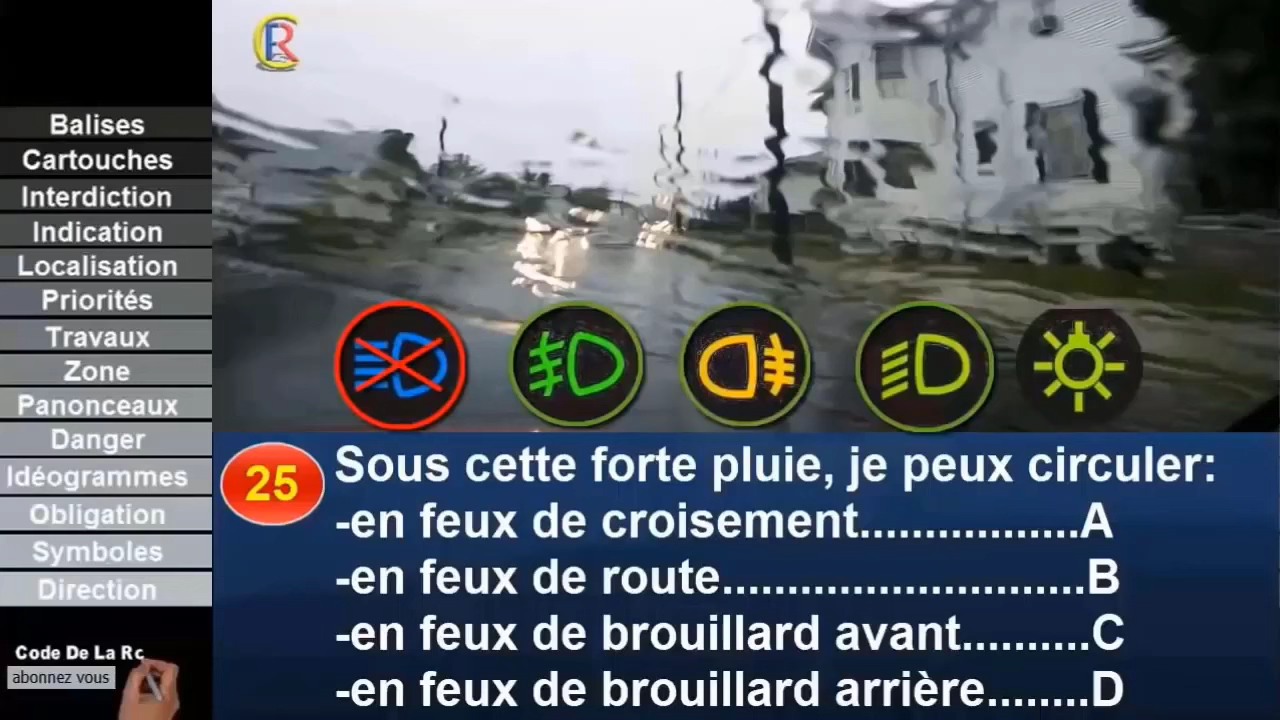 Balises
Cartouches
Interdiction
Indication
Localisation
Priorités
Travaux
Zone
Panonceaux
Danger
Idéogrammes
Obligation
Symboles
Direction
Code De La Rc
abonnez vous
CR
25
Sous cette forte pluie, je peux circuler:
-en feux de croisement.................A
-en feux de route............................B
-en feux de brouillard avant..........C
-en feux de brouillard arrière........D